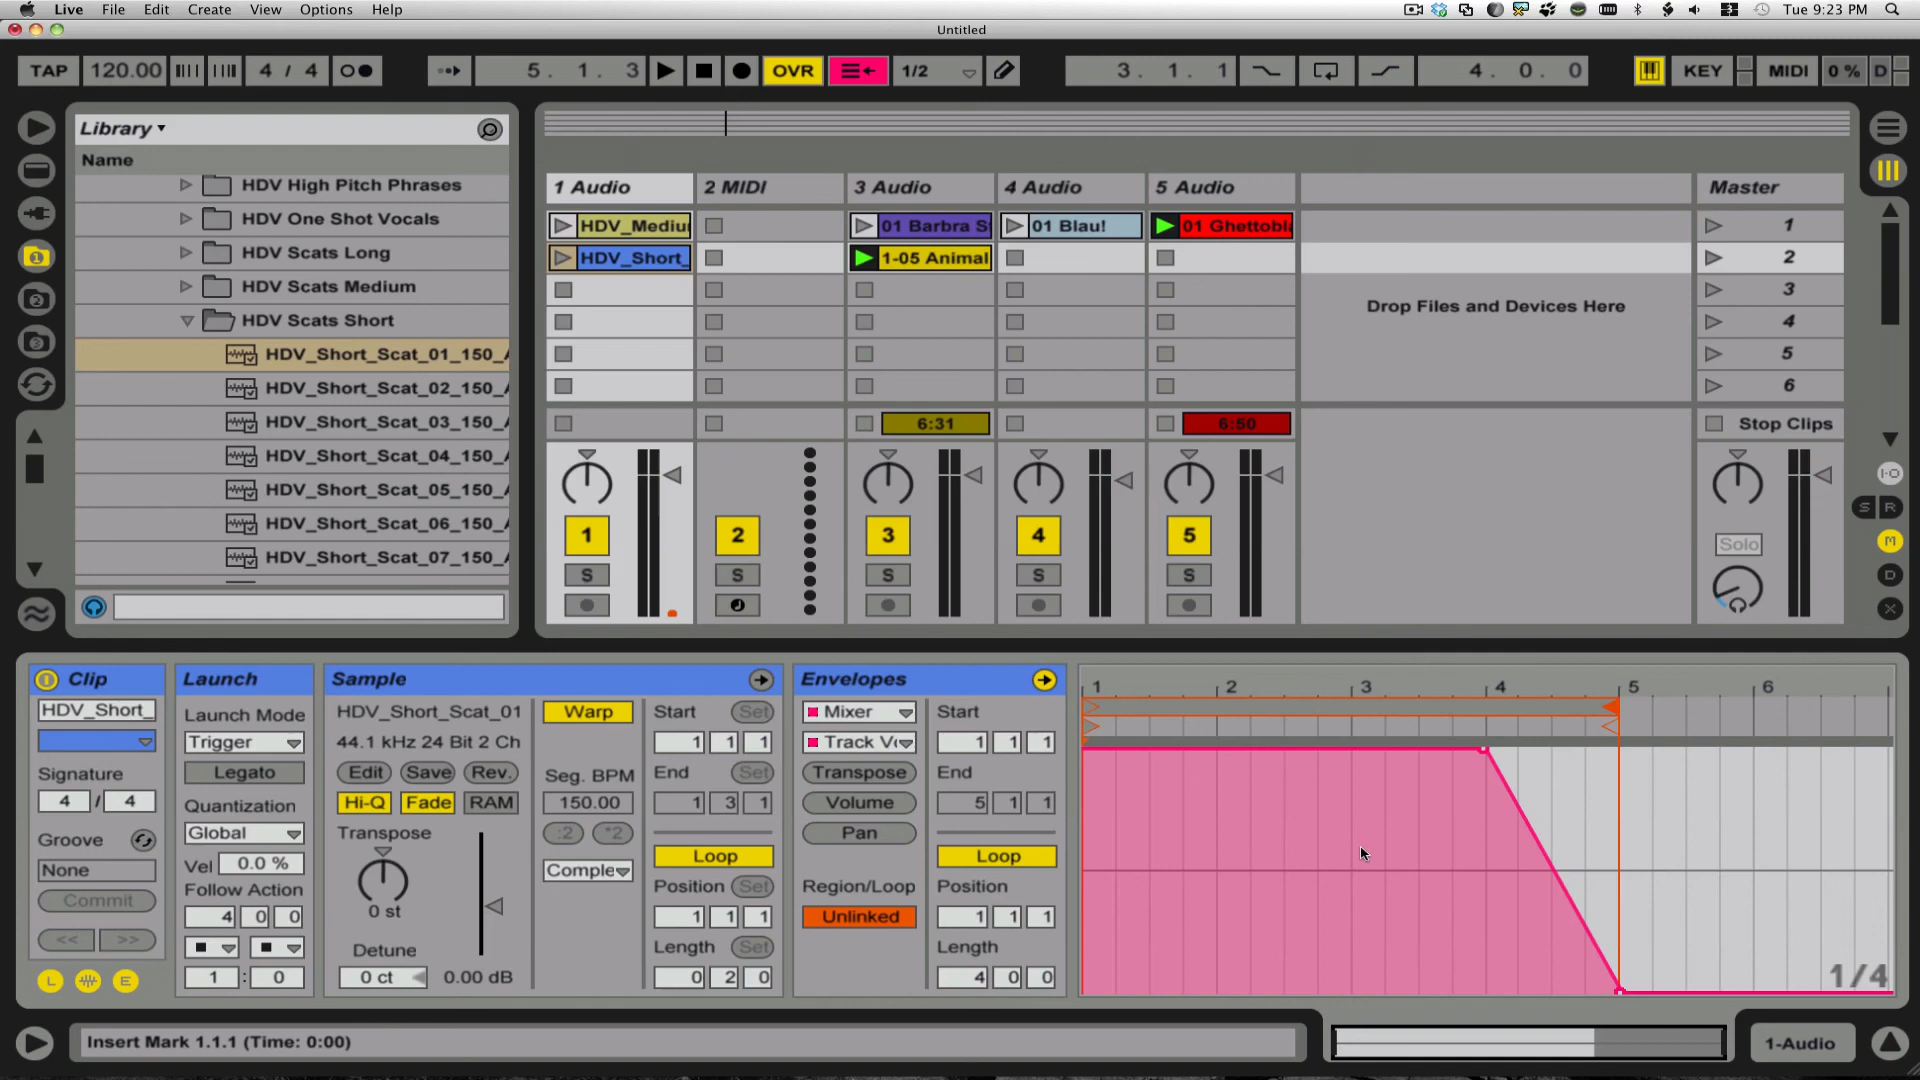 Live File Edit Create View Options Help Tue 9:23 PM
Untitled
TAP 120.00 4 / 4 5. 1. 3 OVR 1/2 3. 1. 1 4. 0. 0 KEY MIDI 0 % D
Library
Name
HDV High Pitch Phrases
HDV One Shot Vocals
HDV Scats Long
HDV Scats Medium
HDV Scats Short
HDV_Short_Scat_01_150_
HDV_Short_Scat_02_150_
HDV_Short_Scat_03_150_
HDV_Short_Scat_04_150_
HDV_Short_Scat_05_150_
HDV_Short_Scat_06_150_
HDV_Short_Scat_07_150_
1 Audio 2 MIDI 3 Audio 4 Audio 5 Audio Master
HDV_Mediu 01 Barbra S 01 Blau! 01 Ghettobl 1
HDV_Short_ 1-05 Animal 2
Drop Files and Devices Here
3
4
5
6
6:31 6:50 Stop Clips
1 2 3 4 5
Solo
S S S S S
I-O
S R
M
D
X
Clip
HDV_Short_
Signature
4 / 4
Groove
None
Commit
<< >>
L E
Launch
Launch Mode
Trigger
Legato
Quantization
Global
Vel 0.0 %
Follow Action
4 0 0
1 : 0
Sample
HDV_Short_Scat_01
44.1 kHz 24 Bit 2 Ch
Edit Save Rev.
Hi-Q Fade RAM
Transpose
0 st
Detune
0 ct 0.00 dB
Warp
Seg. BPM
150.00
:2 *2
Comple
Start Set
1 1 1
End Set
1 3 1
Loop
Position Set
1 1 1
Length Set
0 2 0
Envelopes
Mixer
Track V
Transpose
Volume
Pan
Region/Loop
Unlinked
Start
1 1 1
End
5 1 1
Loop
Position
1 1 1
Length
4 0 0
1 2 3 4 5 6
1/4
Insert Mark 1.1.1 (Time: 0:00)
1-Audio